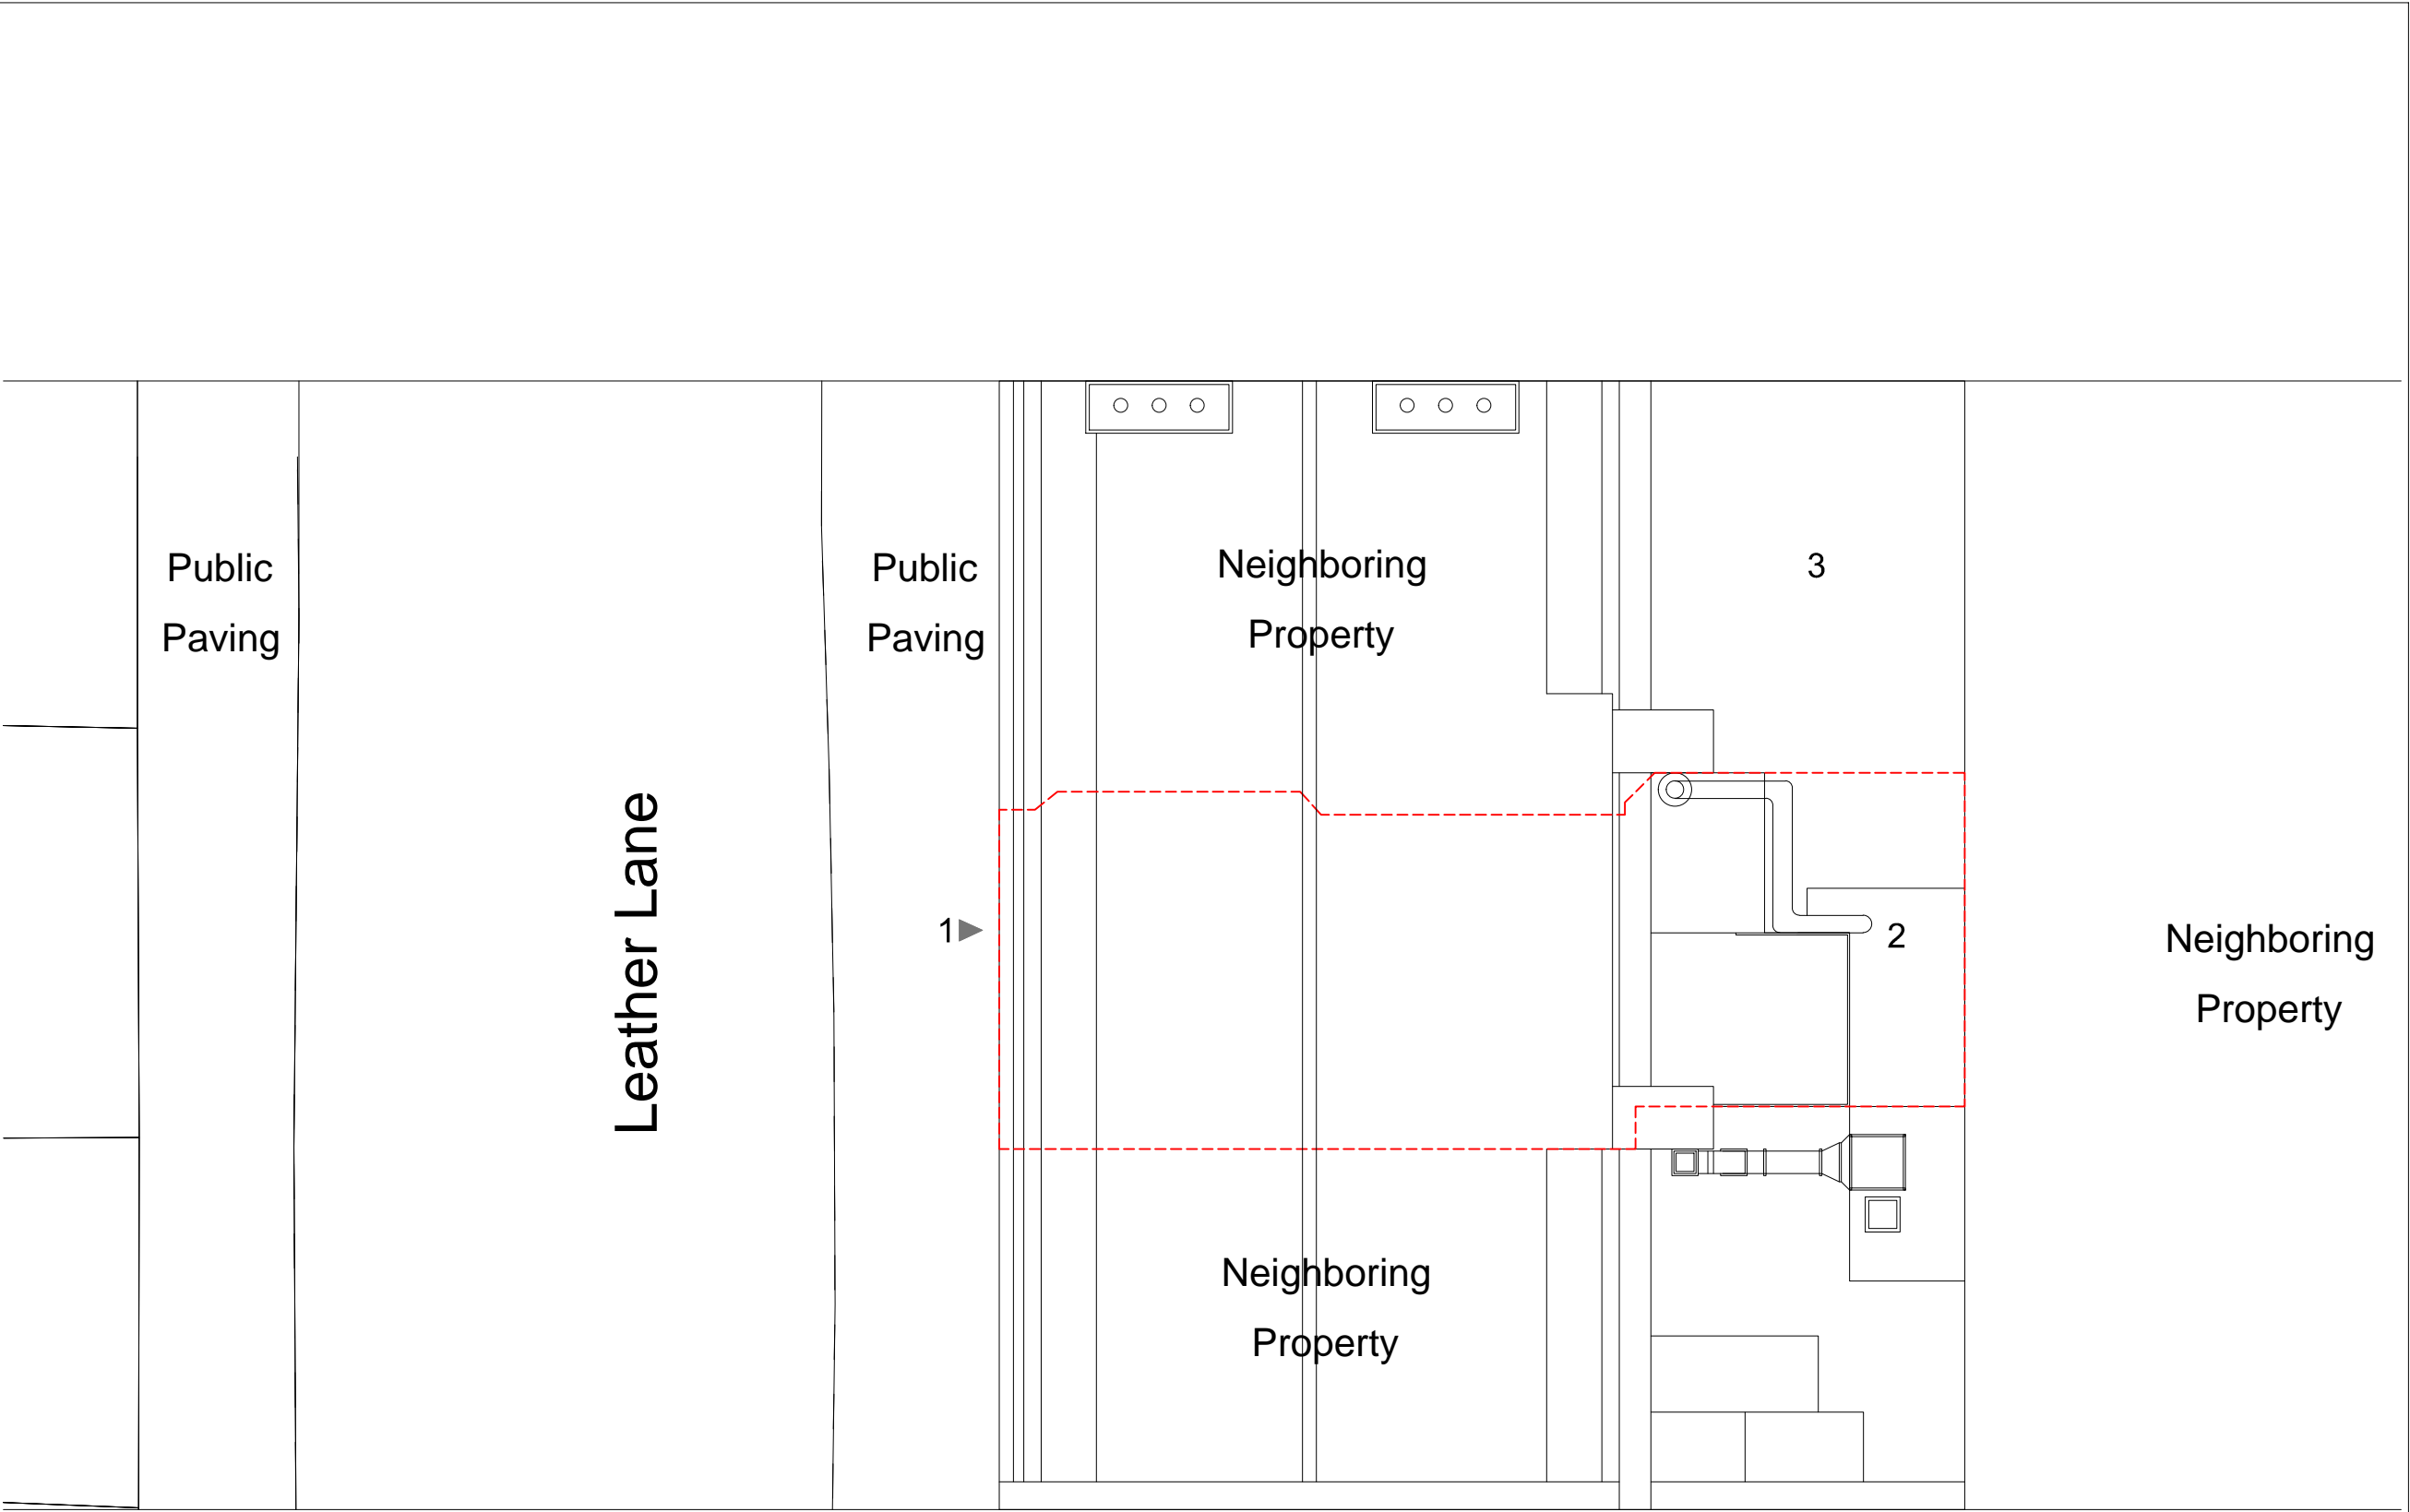 Public
Paving
Public
Paving
Neighboring
Property
3
Leather Lane
1
2
Neighboring
Property
Neighboring
Property